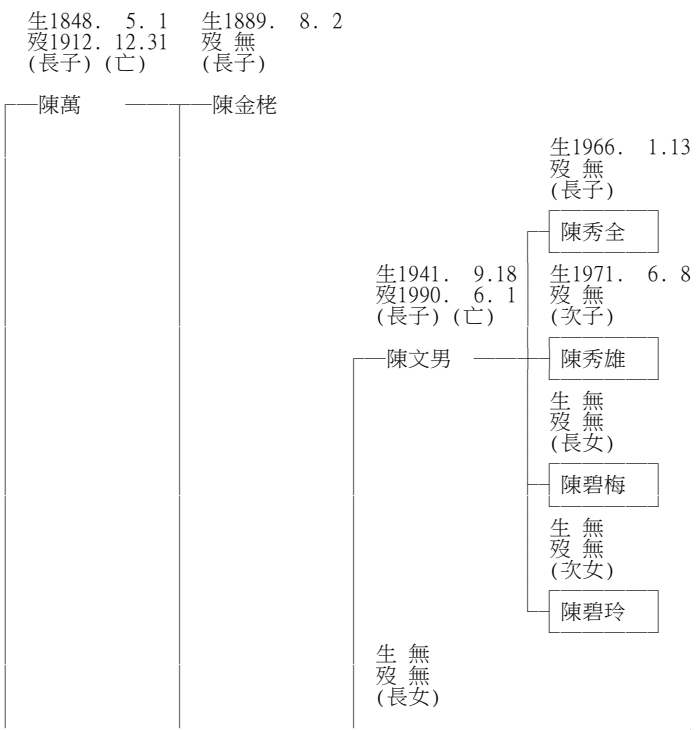 生1848. 5. 1
歿1912. 12.31
(長子)(亡)
陳萬
生1889. 8. 2
歿 無
(長子)
陳金栳
生1966. 1.13
歿 無
(長子)
陳秀全
生1941. 9.18
歿1990. 6. 1
(長子)(亡)
陳文男
生1971. 6. 8
歿 無
(次子)
陳秀雄
生 無
歿 無
(長女)
陳碧梅
生 無
歿 無
(次女)
陳碧玲
生 無
歿 無
(長女)